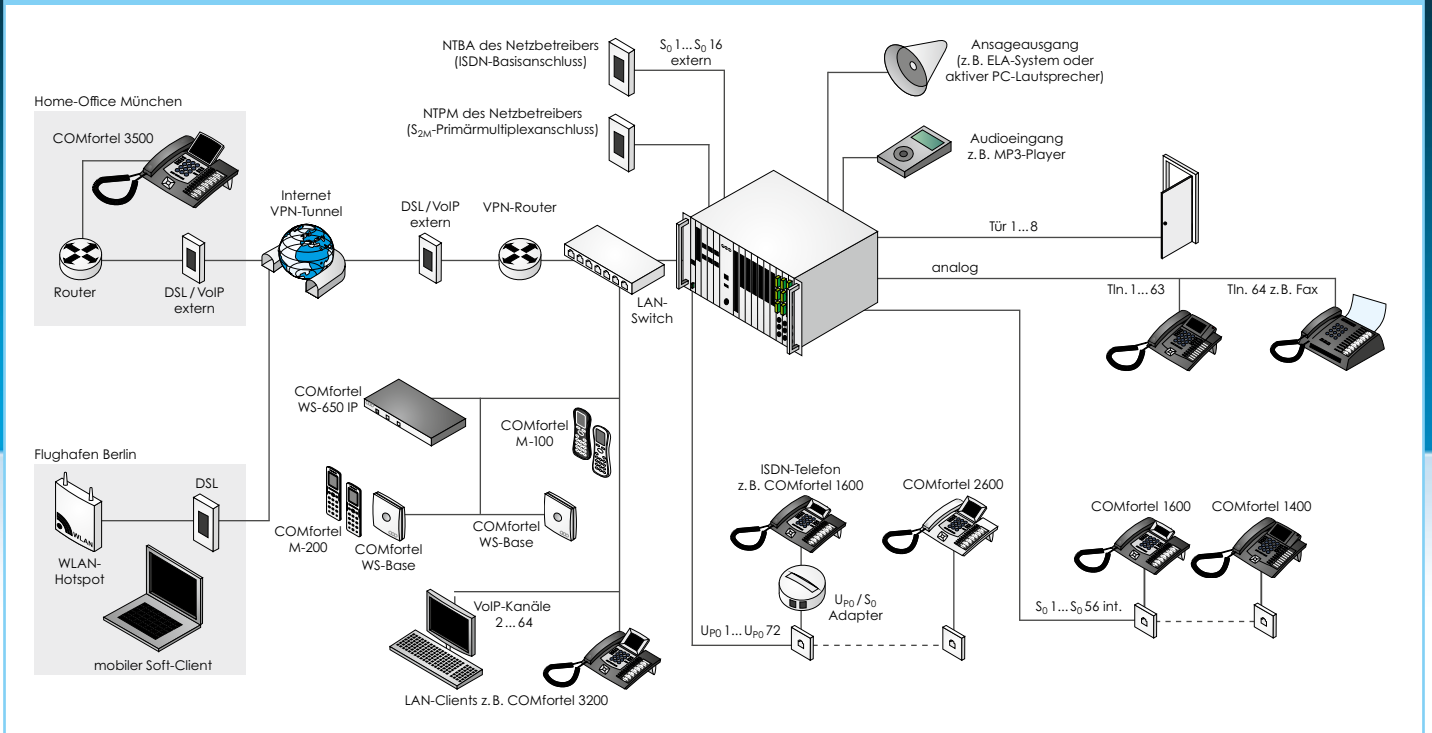 NTBA des Netzbetreibers
(ISDN-Basisanschluss)
S0 1... S0 16
extern
Ansageausgang
(z. B. ELA-System oder
aktiver PC-Lautsprecher)
Home-Office München
COMfortel 3500
NTPM des Netzbetreibers
(S2M-Primärmultiplexanschluss)
Audioeingang
z. B. MP3-Player
Internet
VPN-Tunnel
DSL / VoIP
extern
VPN-Router
Tür 1... 8
analog
Router
DSL / VoIP
extern
LAN-
Switch
Tln. 1... 63
Tln. 64 z. B. Fax
COMfortel
WS-650 IP
COMfortel
M-100
Flughafen Berlin
DSL
WLAN
WLAN-
Hotspot
mobiler Soft-Client
COMfortel
M-200
COMfortel
WS-Base
COMfortel
WS-Base
ISDN-Telefon
z. B. COMfortel 1600
COMfortel 2600
COMfortel 1600
COMfortel 1400
VoIP-Kanäle
2 ... 64
UP0 / S0
Adapter
UP0 1... UP0 72
S0 1... S0 56 int.
LAN-Clients z. B. COMfortel 3200